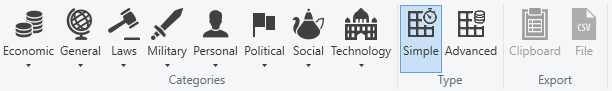 CSV
Economic General Laws Military Personal Political Social Technology Simple Advanced Clipboard File
Categories Type Export